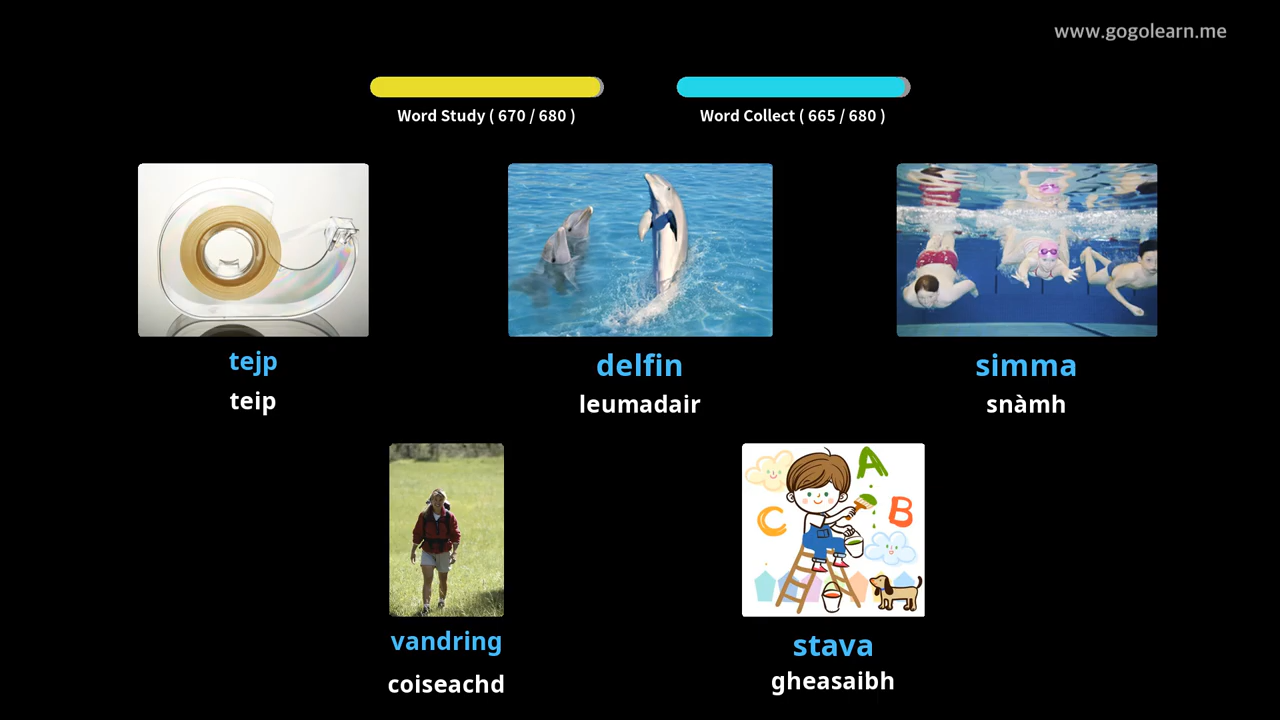 www.gogolearn.me
Word Study ( 670 / 680 )
Word Collect ( 665 / 680 )
tejp
teip
delfin
leumadair
simma
snàmh
A
B
C
vandring
coiseachd
stava
gheasaibh